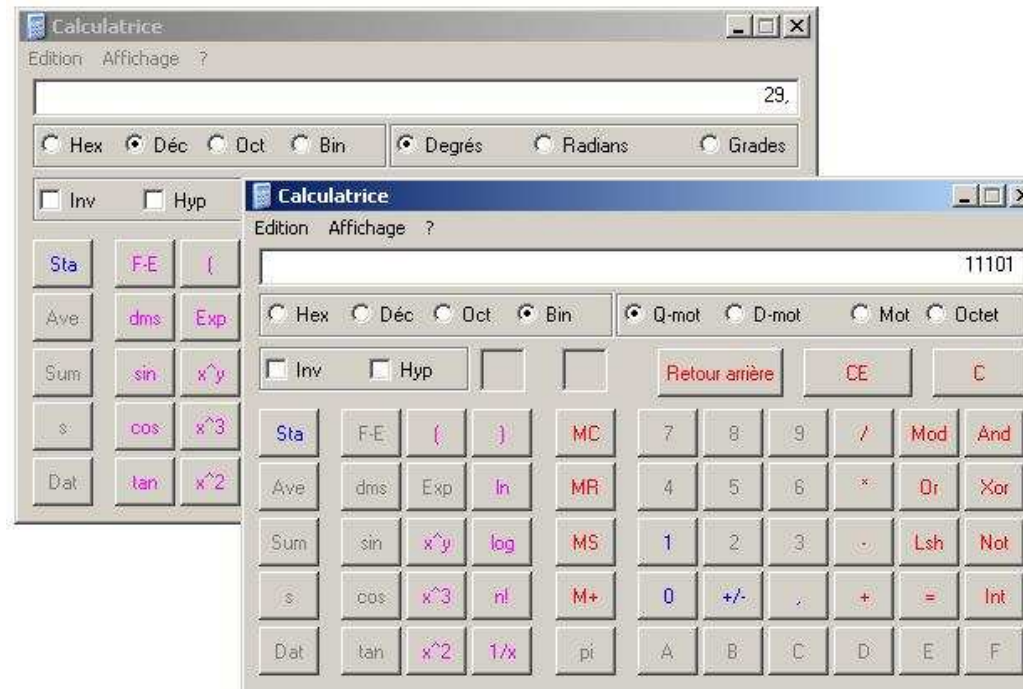 Calculatrice
Edition Affichage ?
29,
Hex Déc Oct Bin Degrés Radians Grades
Inv Hyp
Sta F-E (
Ave dms Exp
Sum sin x^y
s cos x^3
Dat tan x^2
Calculatrice
Edition Affichage ?
11101
Hex Déc Oct Bin Q-mot D-mot Mot Octet
Inv Hyp Retour arrière CE C
Sta F-E ( ) MC 7 8 9 / Mod And
Ave dms Exp ln MR 4 5 6 * Or Xor
Sum sin x^y log MS 1 2 3 - Lsh Not
s cos x^3 n! M+ 0 +/- , + = Int
Dat tan x^2 1/x pi A B C D E F